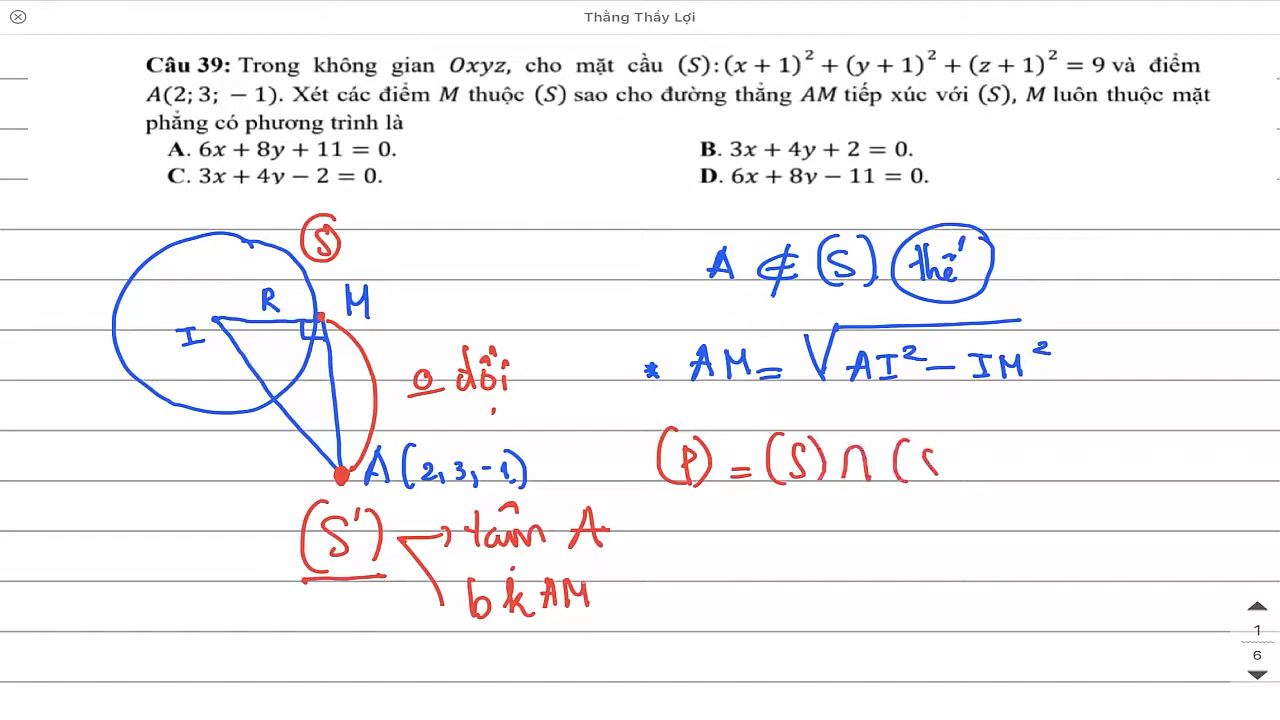 Thằng Thầy Lợi
Câu 39: Trong không gian Oxyz, cho mặt cầu (S): (x + 1)² + (y + 1)² + (z + 1)² = 9 và điểm
A(2; 3; − 1). Xét các điểm M thuộc (S) sao cho đường thẳng AM tiếp xúc với (S), M luôn thuộc mặt
phẳng có phương trình là
A. 6x + 8y + 11 = 0. B. 3x + 4y + 2 = 0.
C. 3x + 4y − 2 = 0. D. 6x + 8y − 11 = 0.
S
A ∉ (S) thế
R M
I
* AM = √AI² − IM²
o đổi
A(2, 3, -1)
(P) = (S) ∩ (S
(S') → tâm A
bk AM
1
6